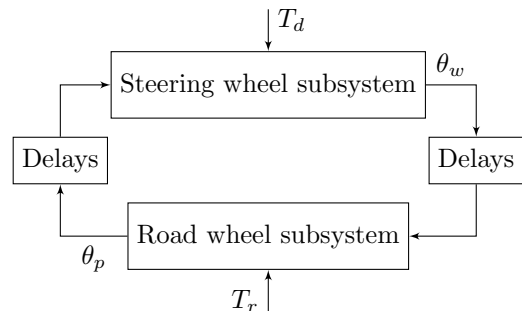 T_d
Steering wheel subsystem
θ_w
Delays
Delays
Road wheel subsystem
θ_p
T_r